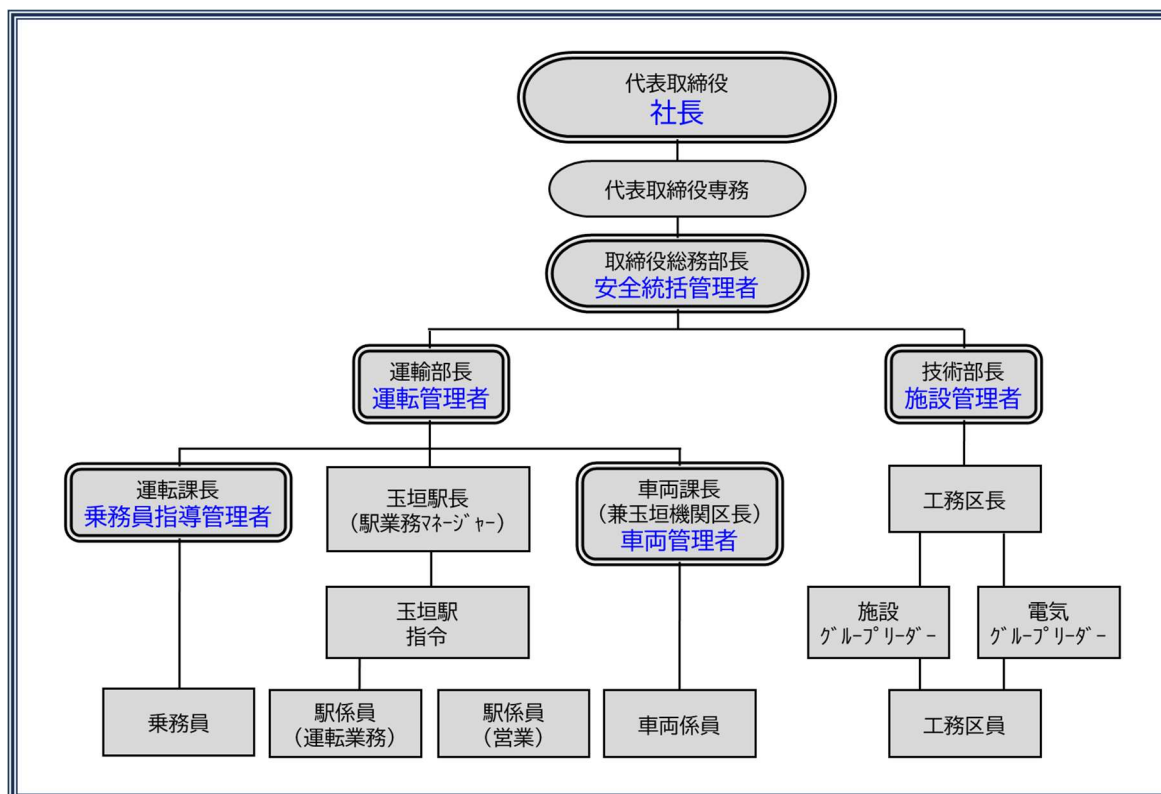 代表取締役
社長
代表取締役専務
取締役総務部長
安全統括管理者
運輸部長
運転管理者
技術部長
施設管理者
運転課長
乗務員指導管理者
玉垣駅長
（駅業務ﾏﾈｰｼﾞｬｰ）
車両課長
（兼玉垣機関区長）
車両管理者
工務区長
玉垣駅
指令
施設
ｸﾞﾙｰﾌﾟﾘｰﾀﾞｰ
電気
ｸﾞﾙｰﾌﾟﾘｰﾀﾞｰ
乗務員
駅係員
（運転業務）
駅係員
（営業）
車両係員
工務区員